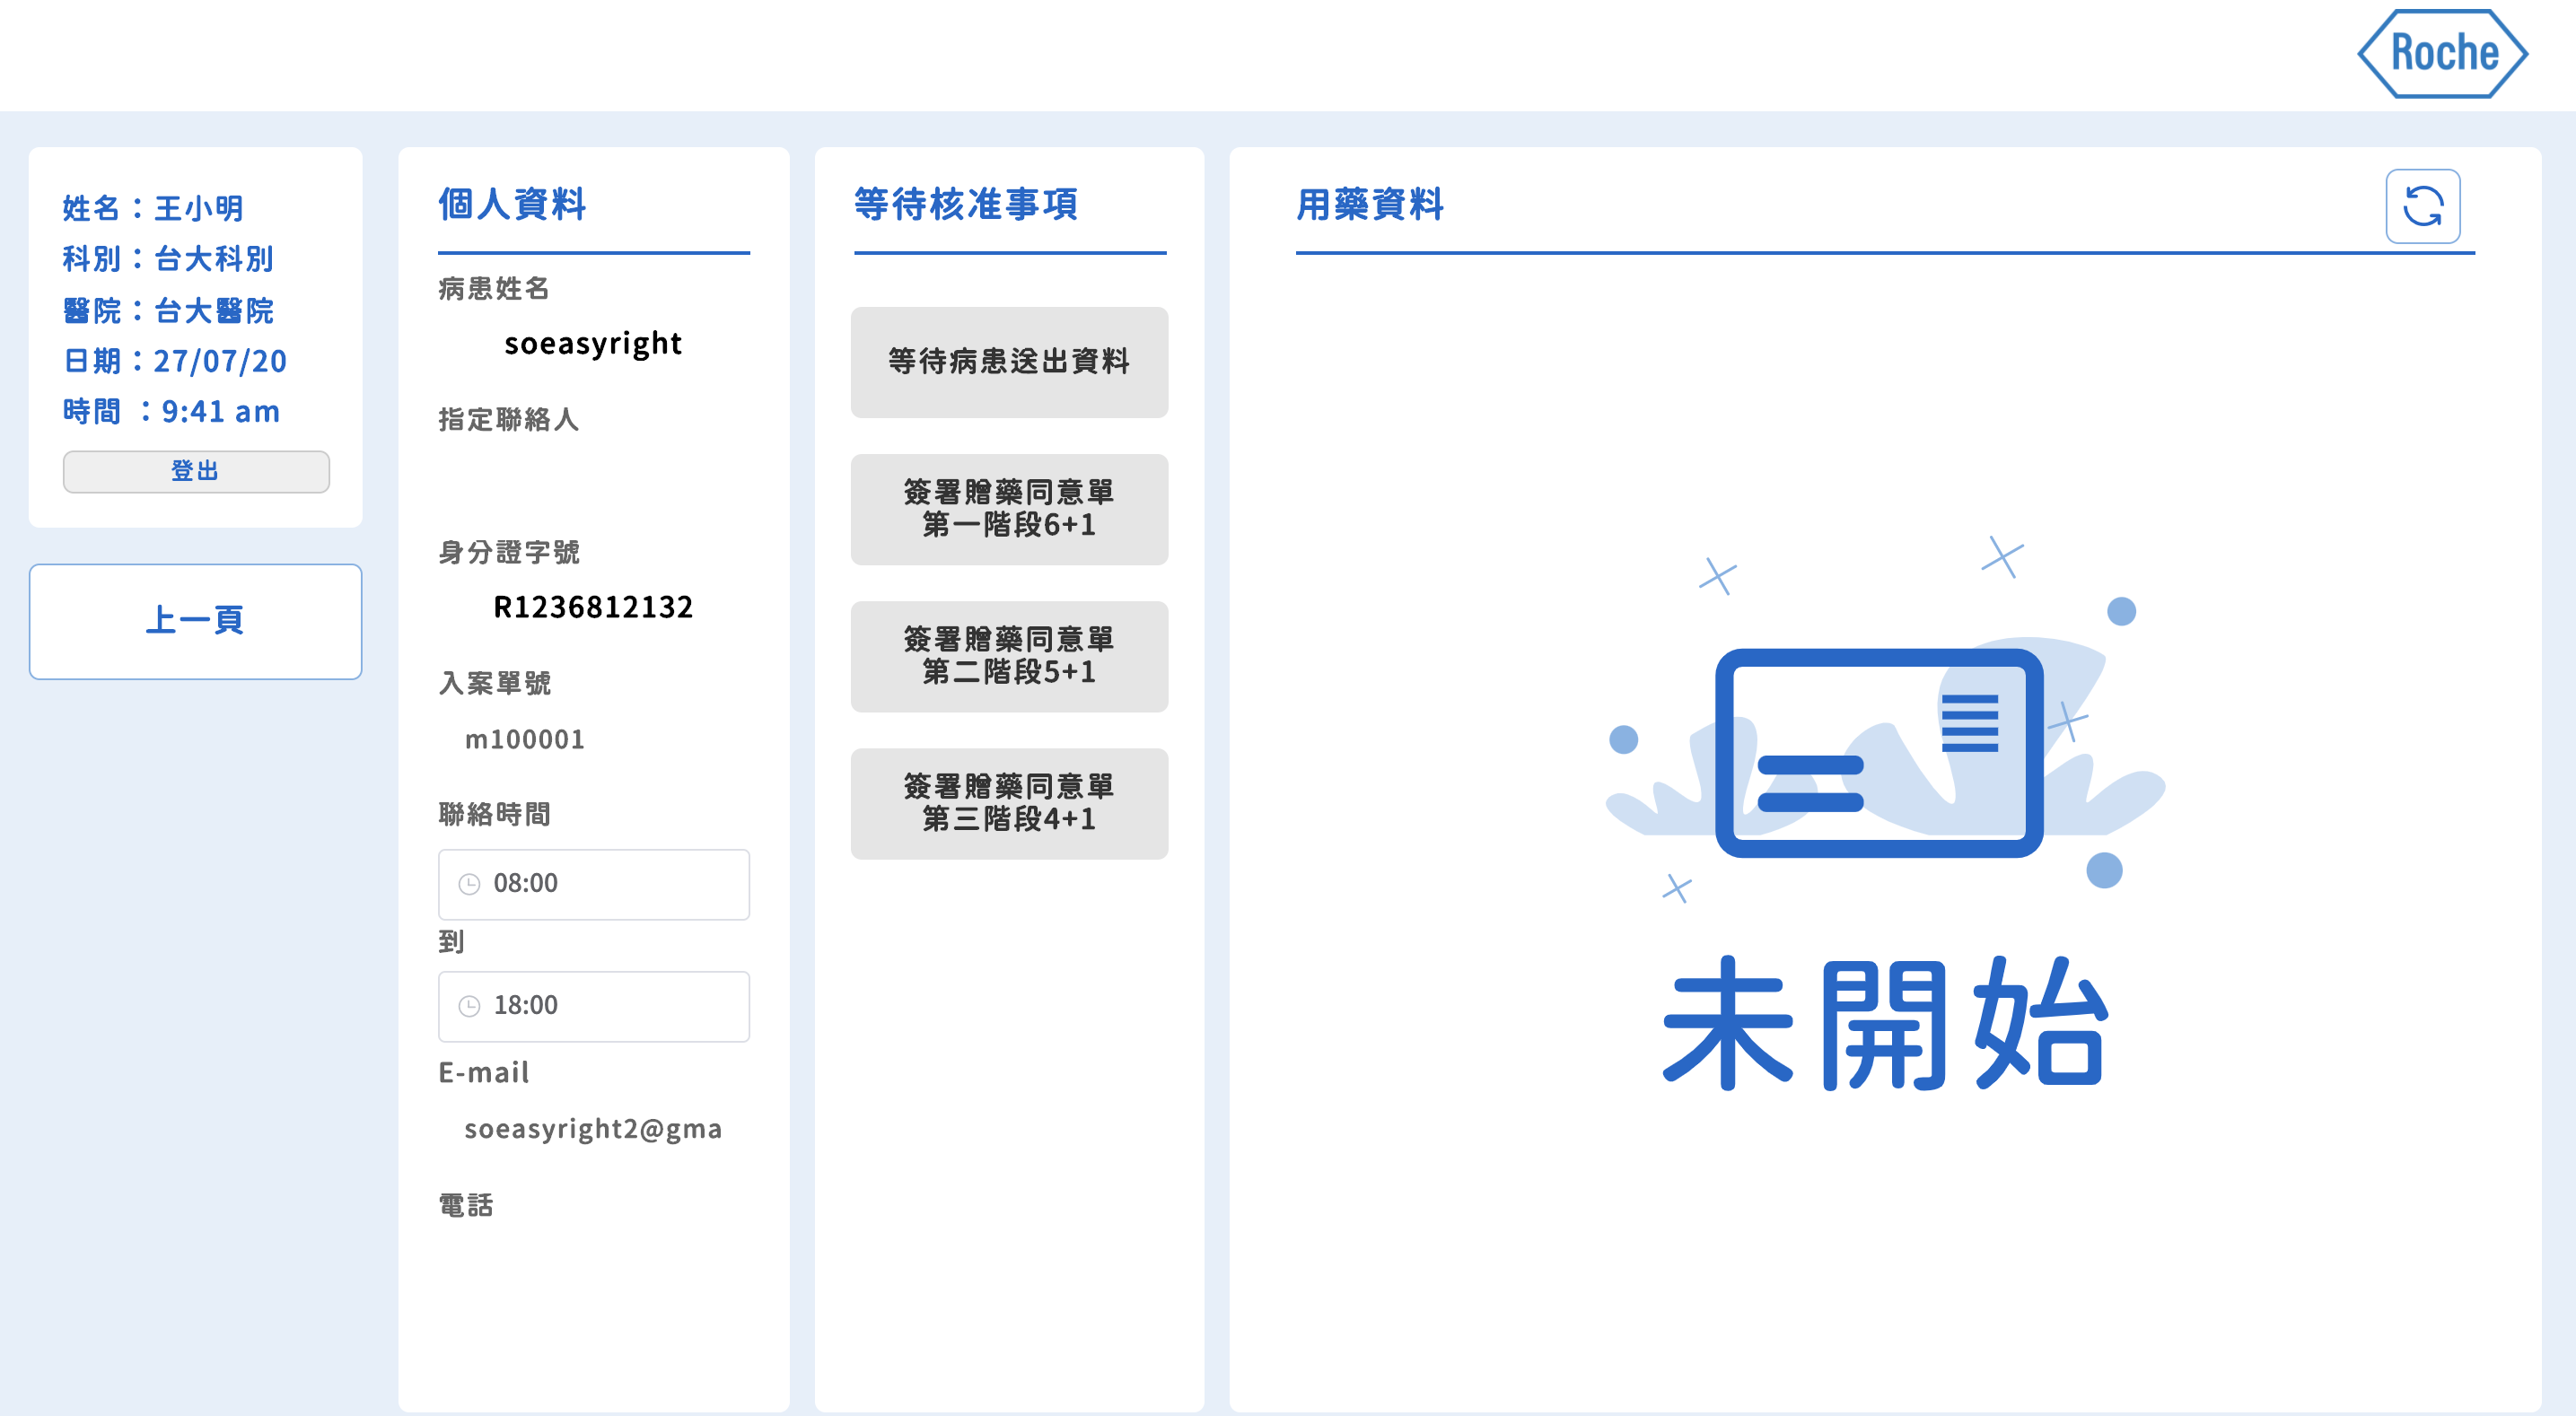 Roche
姓名：王小明
科別：台大科別
醫院：台大醫院
日期：27/07/20
時間 ：9:41 am
登出
上一頁
個人資料
病患姓名
soeasyright
指定聯絡人
身分證字號
R1236812132
入案單號
m100001
聯絡時間
08:00
到
18:00
E-mail
soeasyright2@gma
電話
等待核准事項
等待病患送出資料
簽署贈藥同意單
第一階段6+1
簽署贈藥同意單
第二階段5+1
簽署贈藥同意單
第三階段4+1
用藥資料
未開始